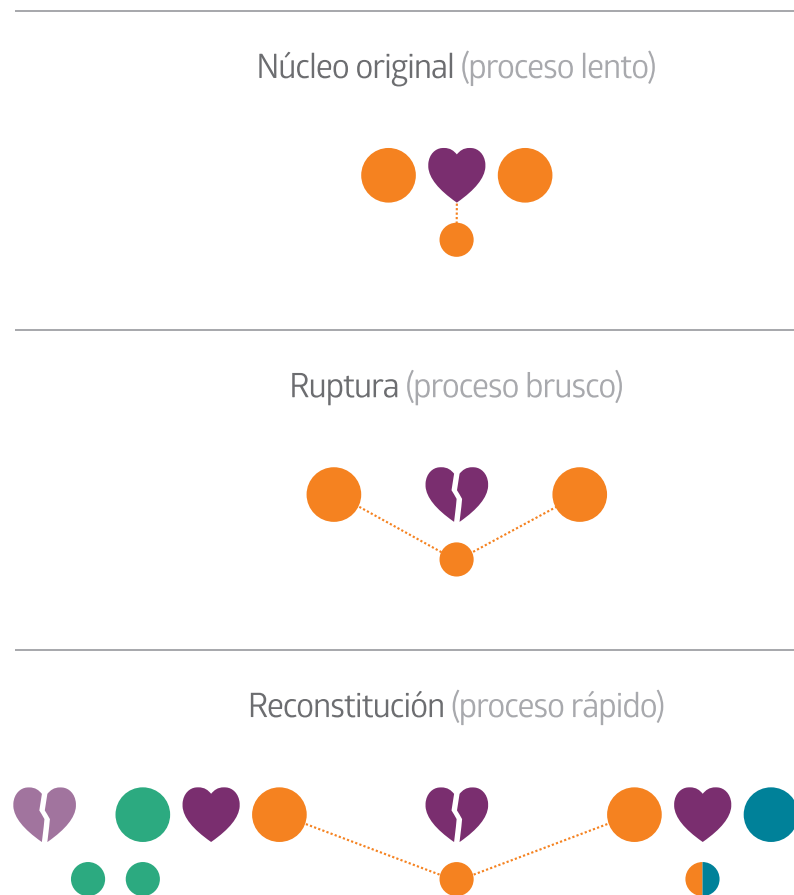 Núcleo original (proceso lento)
Ruptura (proceso brusco)
Reconstitución (proceso rápido)